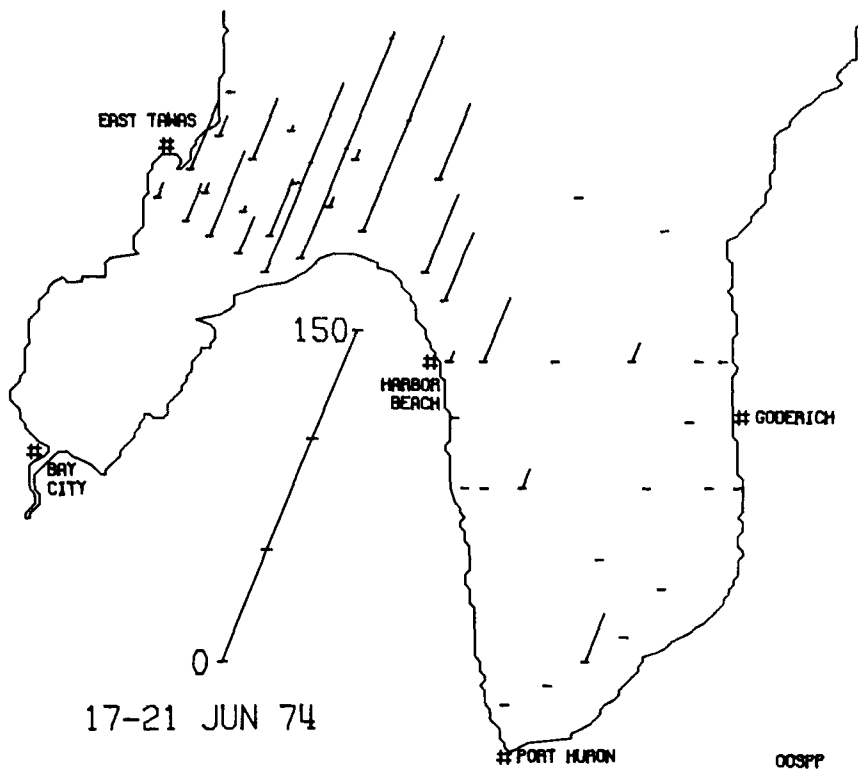 EAST TAWAS
#
150
#
HARBOR
BEACH
# GODERICH
#
BAY
CITY
0
17-21 JUN 74
# PORT HURON
OOSPP